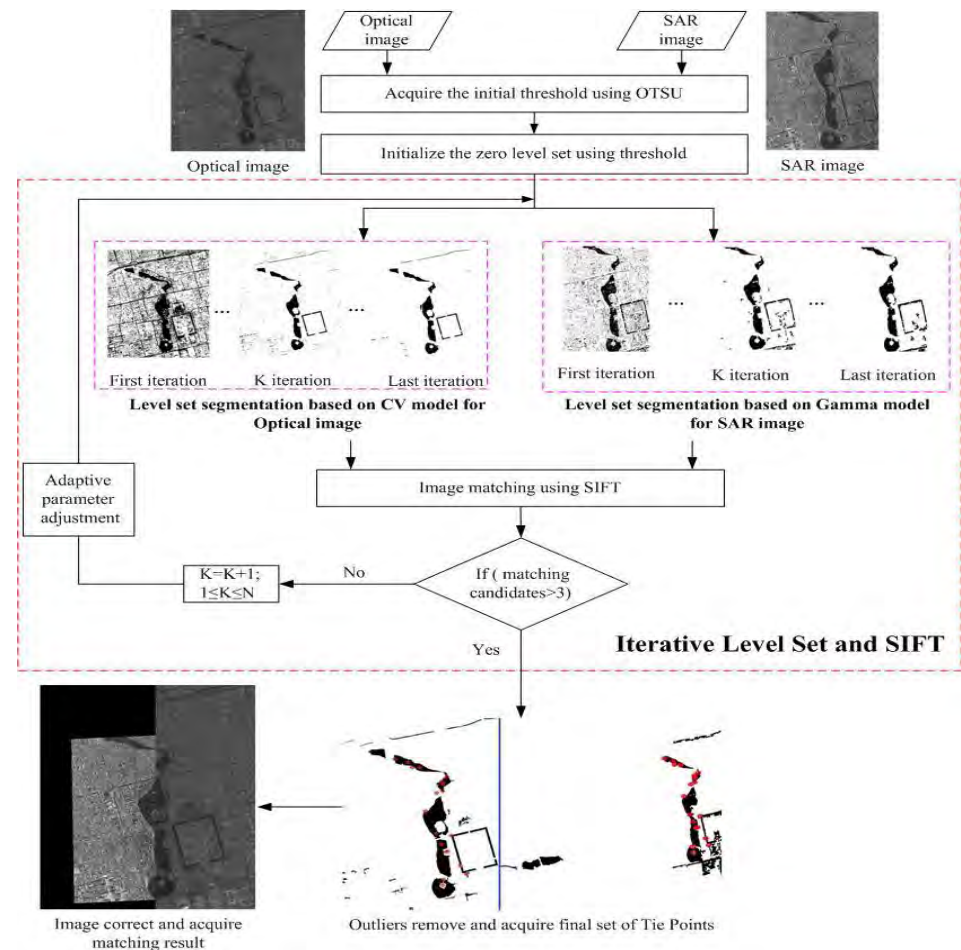 Optical
image
SAR
image
Acquire the initial threshold using OTSU
Initialize the zero level set using threshold
Optical image
SAR image
...
...
...
...
First iteration
K iteration
Last iteration
First iteration
K iteration
Last iteration
Level set segmentation based on CV model for
Optical image
Level set segmentation based on Gamma model
for SAR image
Adaptive
parameter
adjustment
Image matching using SIFT
K=K+1;
1≤K≤N
No
If ( matching
candidates>3)
Yes
Iterative Level Set and SIFT
Image correct and acquire
matching result
Outliers remove and acquire final set of Tie Points